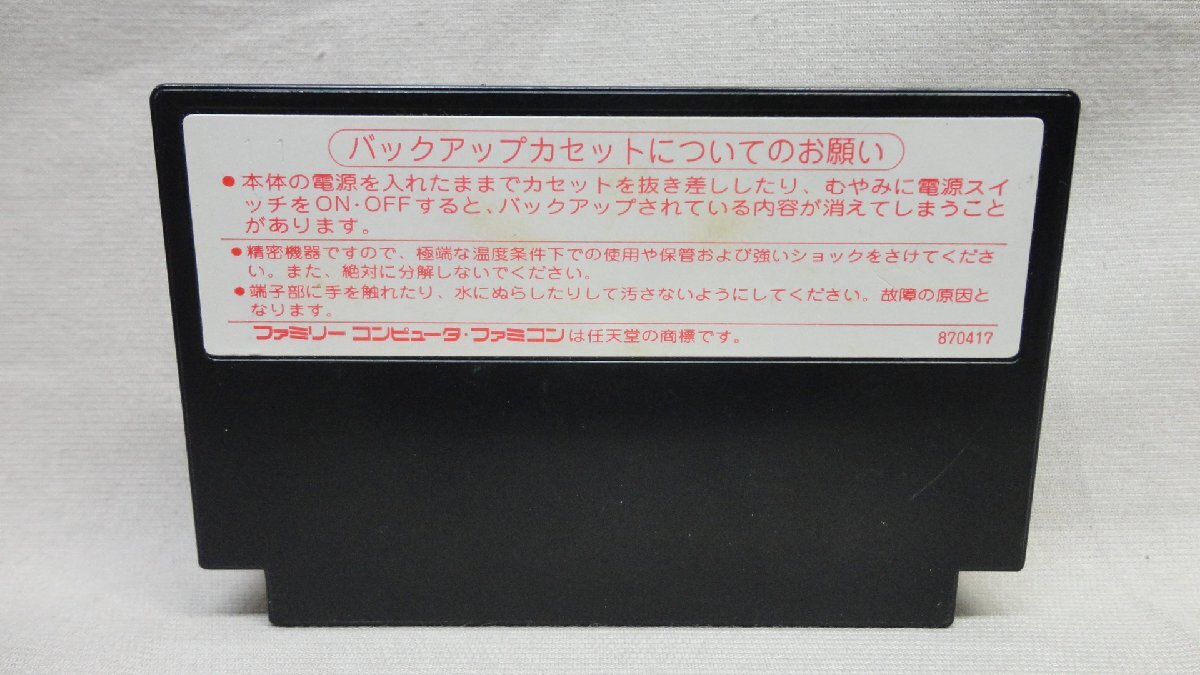 バックアップカセットについてのお願い
●本体の電源を入れたままでカセットを抜き差ししたり、むやみに電源スイ
ッチをON・OFFすると、バックアップされている内容が消えてしまうこと
があります。
●精密機器ですので、極端な温度条件下での使用や保管および強いショックをさけてくださ
い。また、絶対に分解しないでください。
●端子部に手を触れたり、水にぬらしたりして汚さないようにしてください。故障の原因と
なります。
ファミリーコンピュータ・ファミコンは任天堂の商標です。 870417